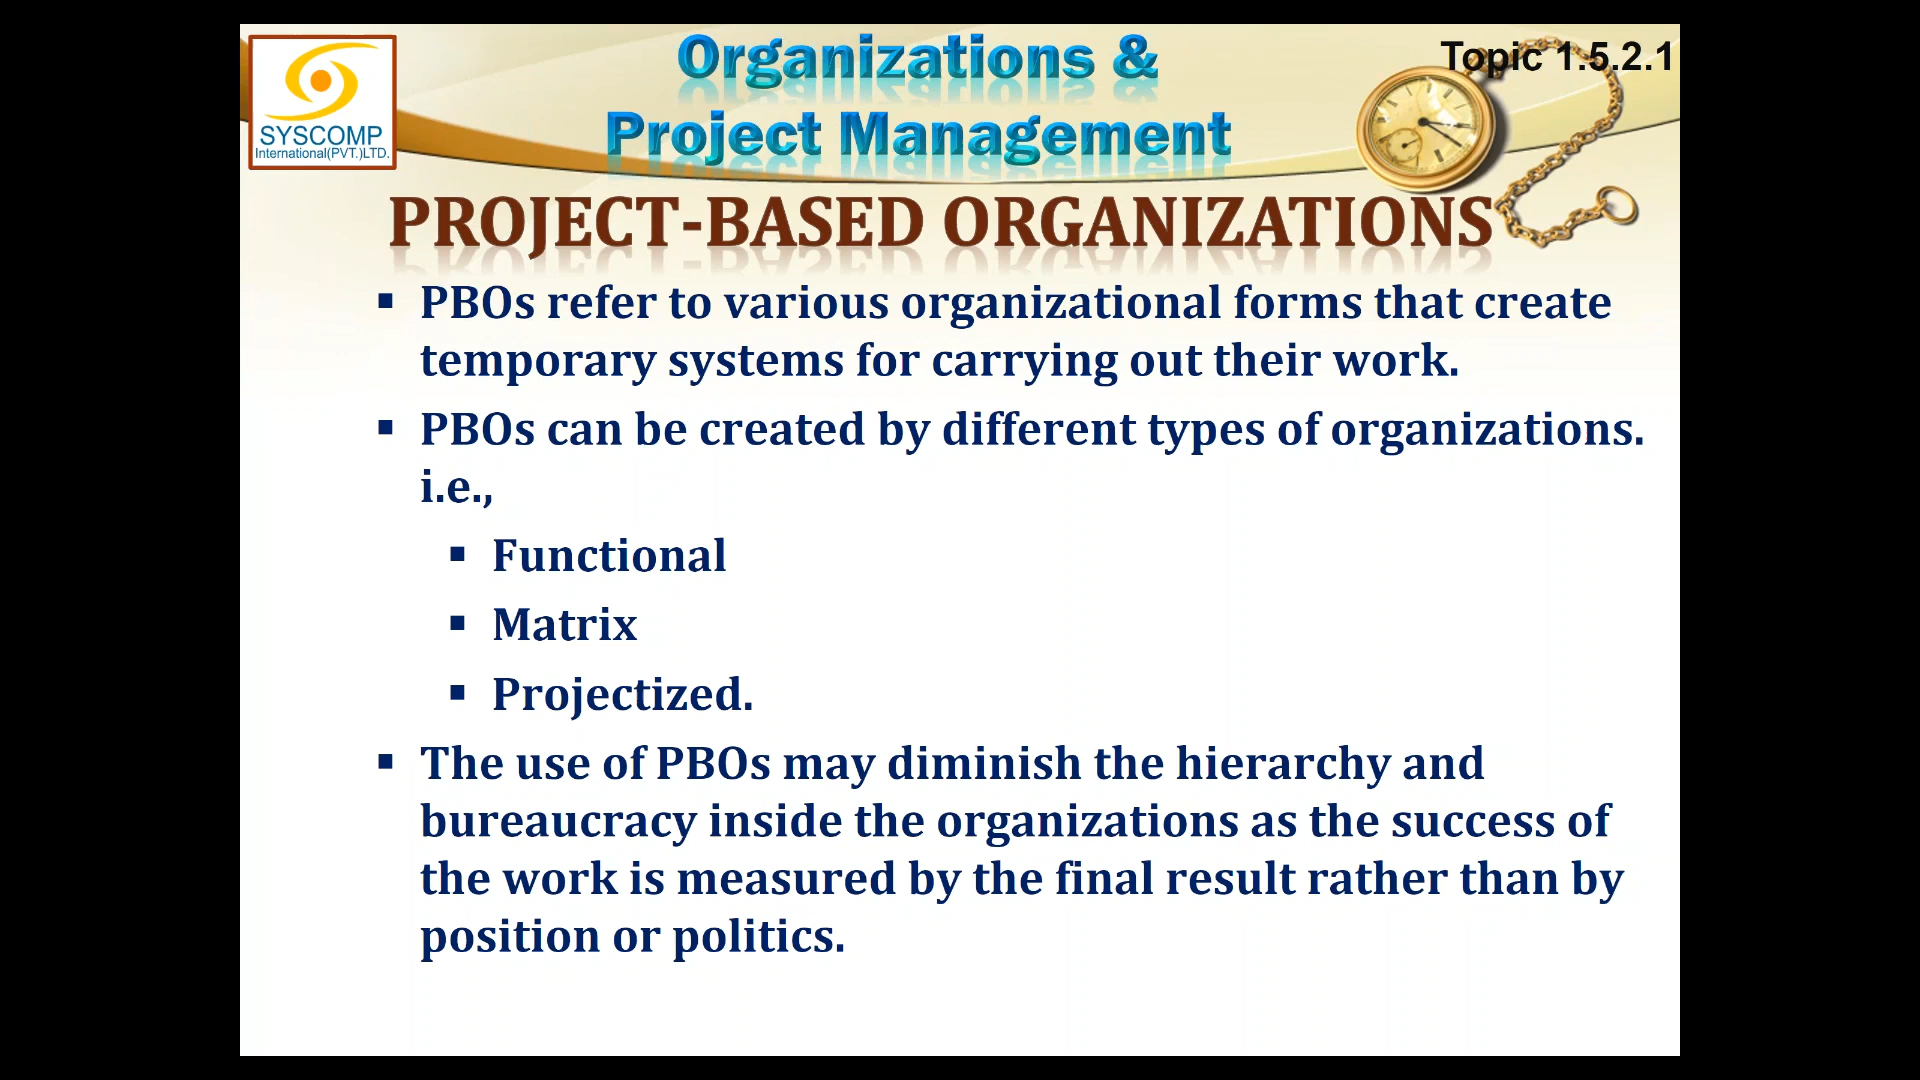 SYSCOMP
International(PVT.)LTD.
Organizations &
Project Management
Topic 1.5.2.1
PROJECT-BASED ORGANIZATIONS
▪ PBOs refer to various organizational forms that create
temporary systems for carrying out their work.
▪ PBOs can be created by different types of organizations.
i.e.,
▪ Functional
▪ Matrix
▪ Projectized.
▪ The use of PBOs may diminish the hierarchy and
bureaucracy inside the organizations as the success of
the work is measured by the final result rather than by
position or politics.